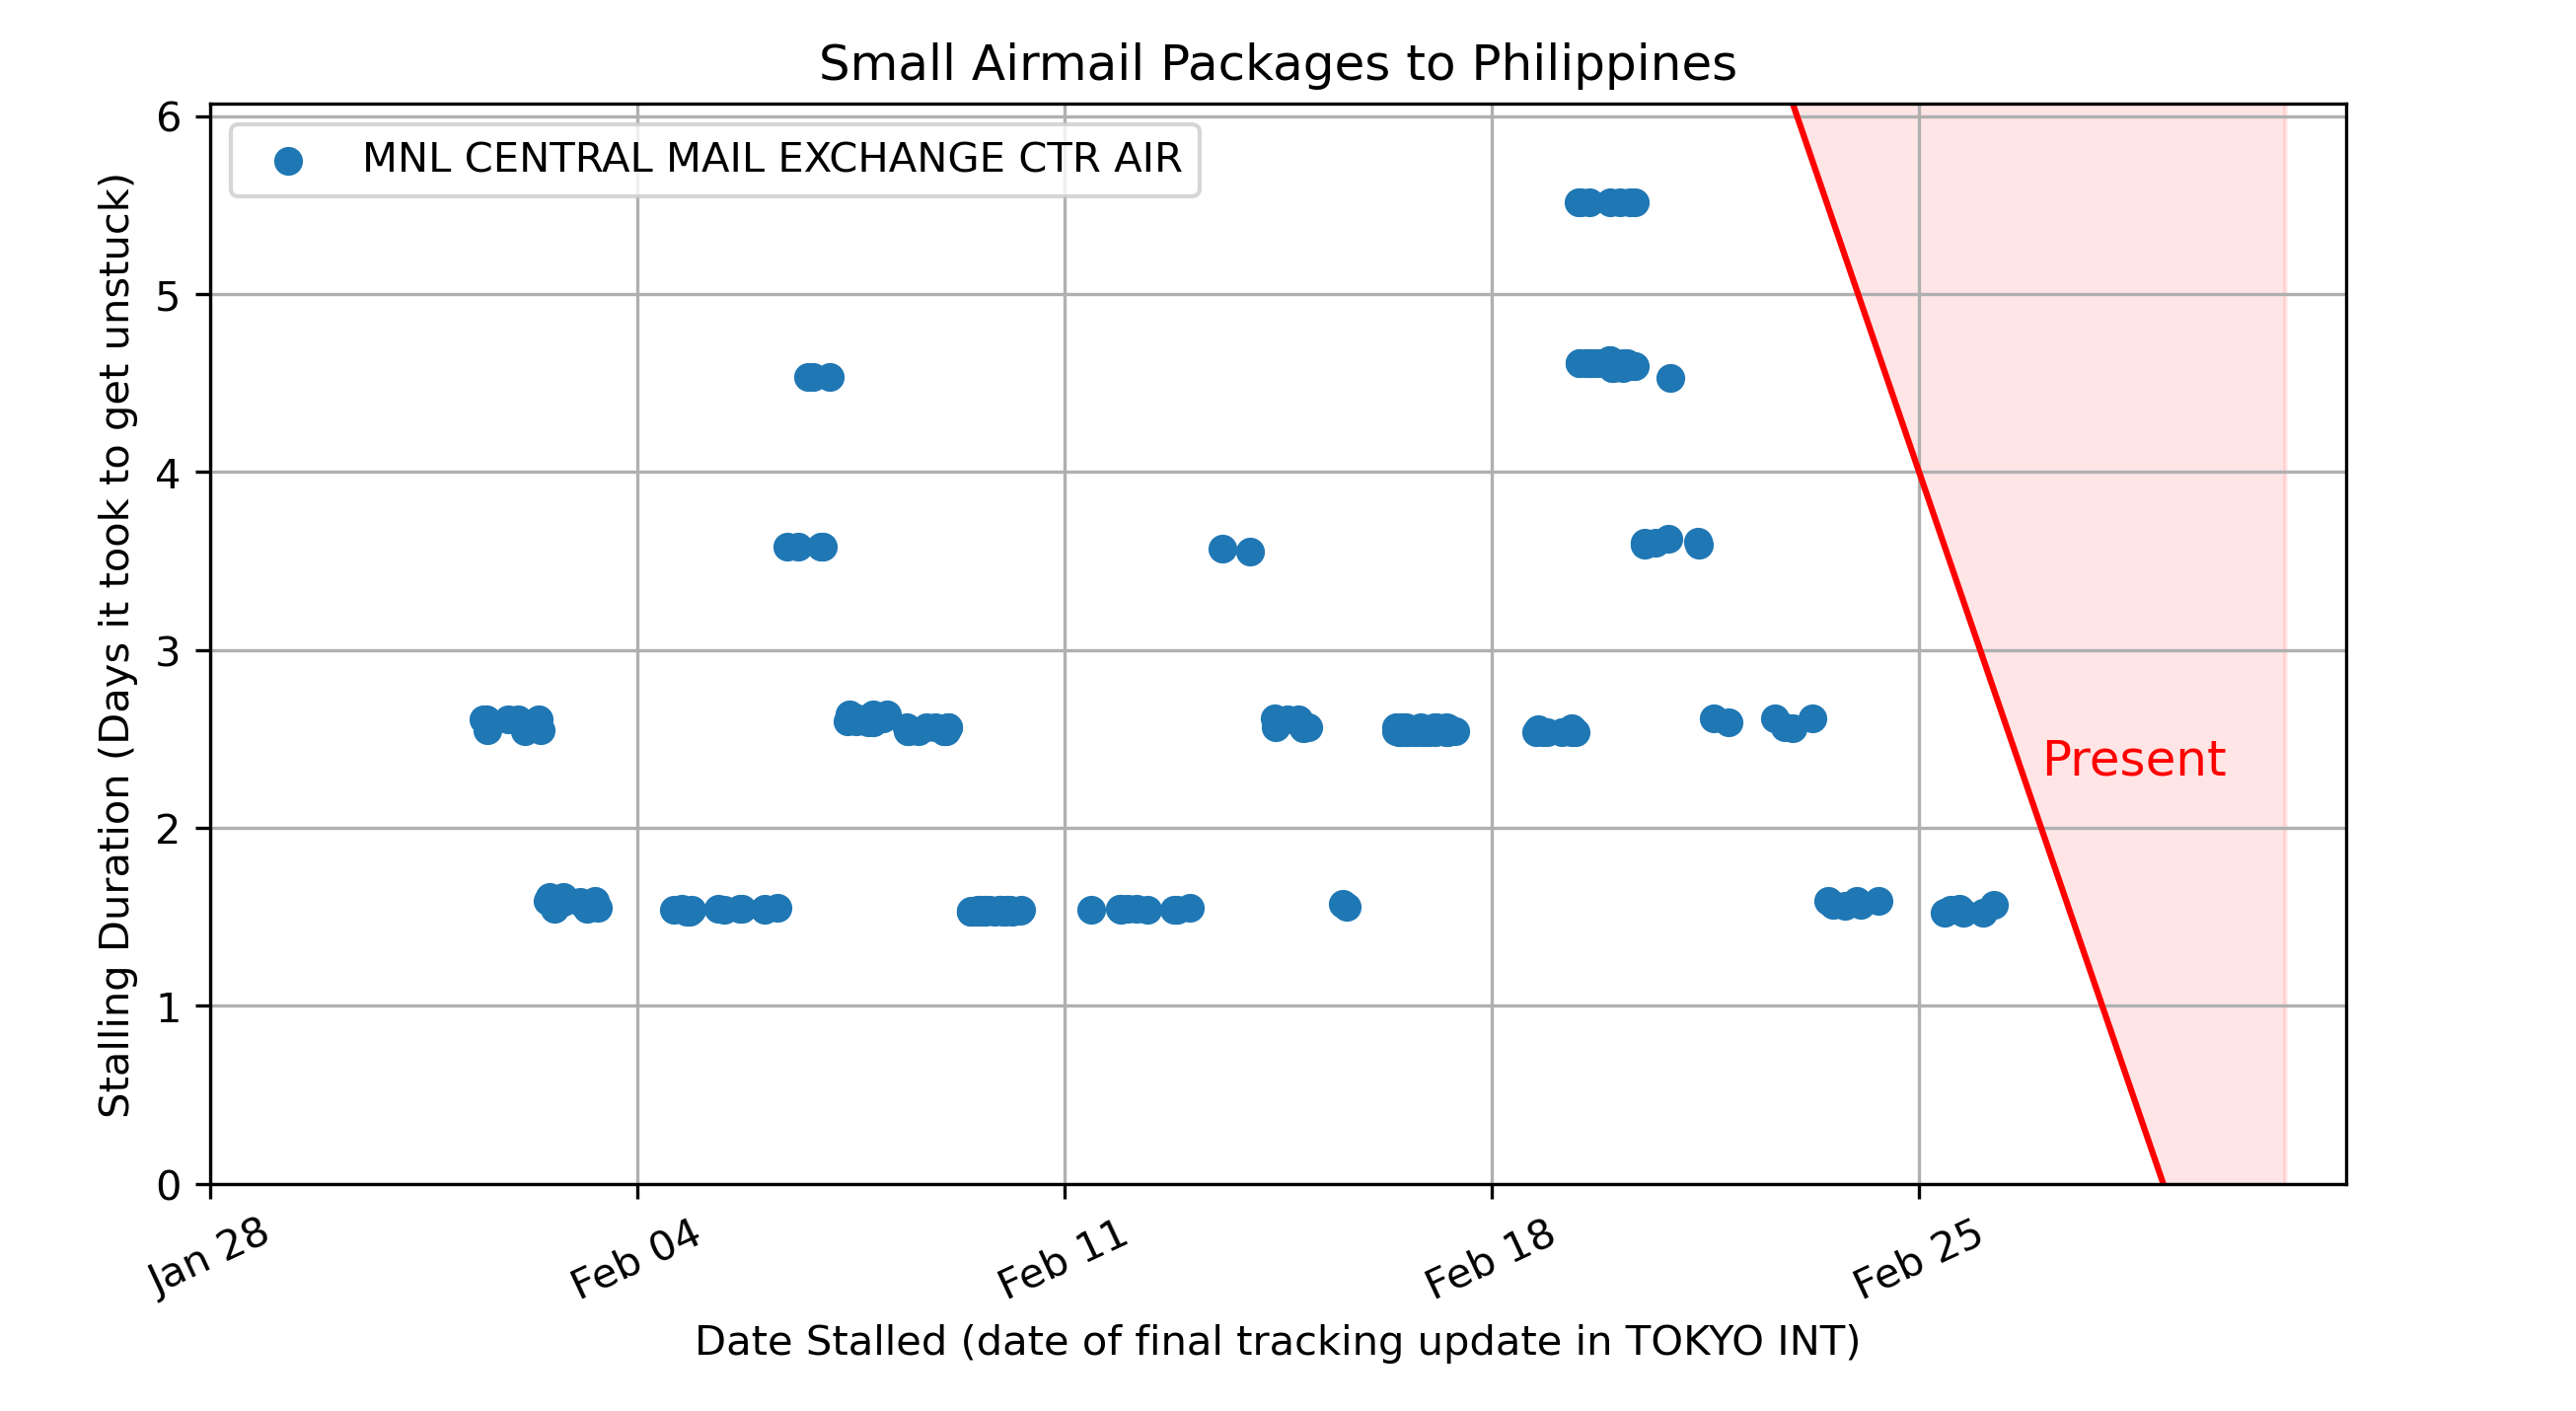 Small Airmail Packages to Philippines
MNL CENTRAL MAIL EXCHANGE CTR AIR
Stalling Duration (Days it took to get unstuck)
6
5
4
3
2
1
0
Present
Jan 28
Feb 04
Feb 11
Feb 18
Feb 25
Date Stalled (date of final tracking update in TOKYO INT)